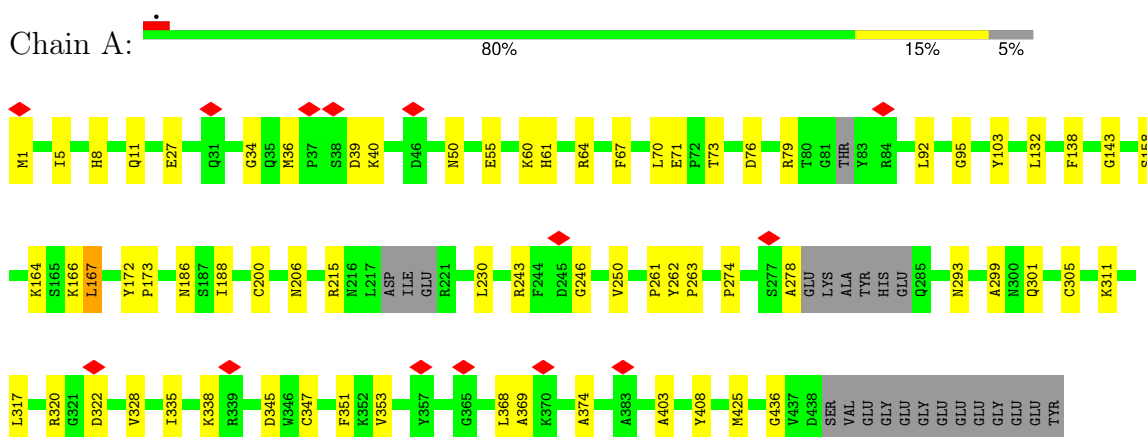 Chain A:
80% 15% 5%
M1 I5 H8 Q11 E27 Q31 G34 Q35 M36 P37 S38 D39 K40 D46 N50 E55 K60 H61 R64 F67 L70 E71 P72 T73 D76 R79 T80 G81 THR Y83 R84 L92 G95 Y103 L132 F138 G143 S158
K164 S165 K166 L167 Y172 P173 N186 S187 I188 C200 N206 R215 N216 L217 ASP ILE GLU R221 L230 R243 F244 D245 G246 V250 P261 Y262 P263 P274 S277 A278 GLU LYS ALA TYR HIS GLU Q285 N293 A299 N300 Q301 C305 K311
L317 R320 G321 D322 V328 I335 K338 R339 D345 W346 C347 F351 K352 V353 Y357 G365 L368 A369 K370 A374 A383 A403 Y408 M425 G436 V437 D438 SER VAL GLU GLY GLU GLU GLY GLU GLU GLU GLY GLU GLU TYR